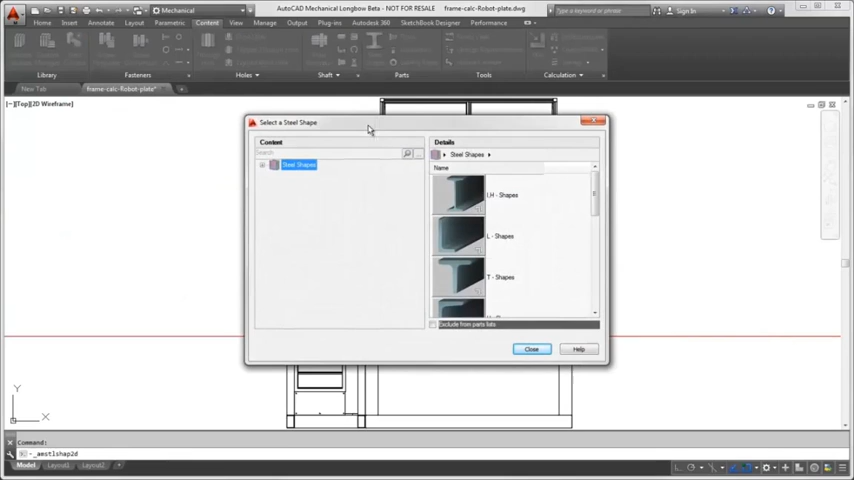 Mechanical
AutoCAD Mechanical Longbow Beta - NOT FOR RESALE frame-calc-Robot-plate.dwg
Type a keyword or phrase
Sign In
Home Insert Annotate Layout Parametric Content View Manage Output Plug-ins Autodesk 360 SketchBook Designer Performance
Library Fasteners Holes Shaft Parts Tools Calculation
New Tab frame-calc-Robot-plate*
[−][Top][2D Wireframe]
Select a Steel Shape
Content
Search
Steel Shapes
Details
Steel Shapes
Name
I,H - Shapes
L - Shapes
T - Shapes
Exclude from parts lists
Close Help
Y
X
Command:
-_amstlshap2d
Model Layout1 Layout2 +